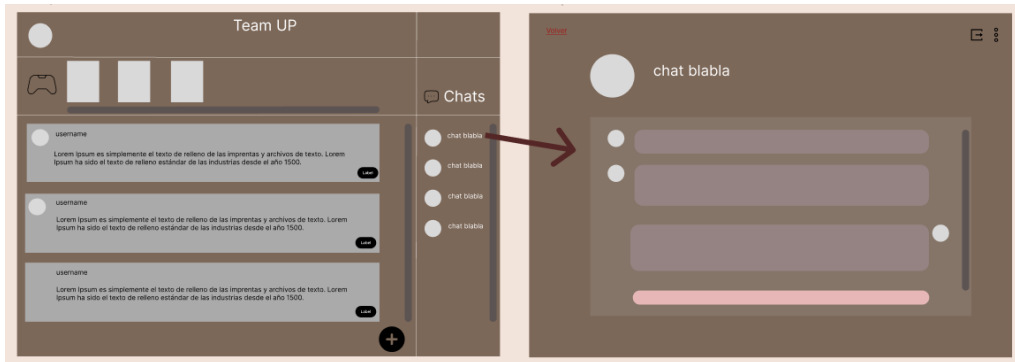 Team UP
Chats
username
Lorem Ipsum es simplemente el texto de relleno de las imprentas y archivos de texto. Lorem
Ipsum ha sido el texto de relleno estándar de las industrias desde el año 1500.
Label
username
Lorem Ipsum es simplemente el texto de relleno de las imprentas y archivos de texto. Lorem
Ipsum ha sido el texto de relleno estándar de las industrias desde el año 1500.
Label
username
Lorem Ipsum es simplemente el texto de relleno de las imprentas y archivos de texto. Lorem
Ipsum ha sido el texto de relleno estándar de las industrias desde el año 1500.
Label
chat blabla
chat blabla
chat blabla
chat blabla
Volver
chat blabla